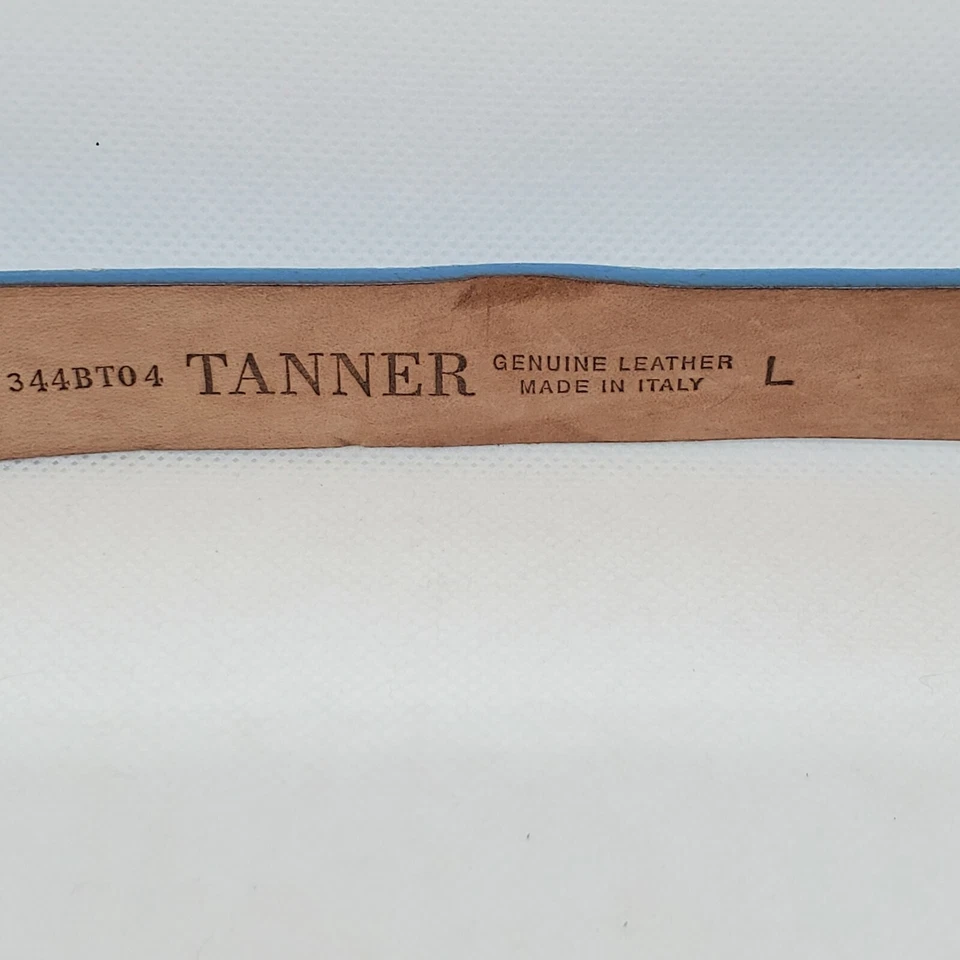 344BT04 TANNER GENUINE LEATHER
MADE IN ITALY L